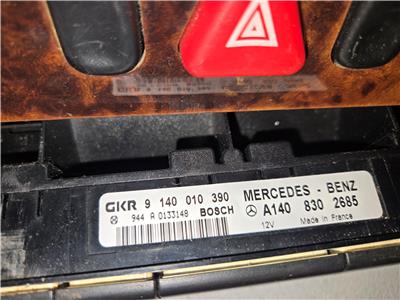 GKR 9 140 010 390 MERCEDES - BENZ
944 A 0133148 BOSCH A140 830 2685
12V Made in France